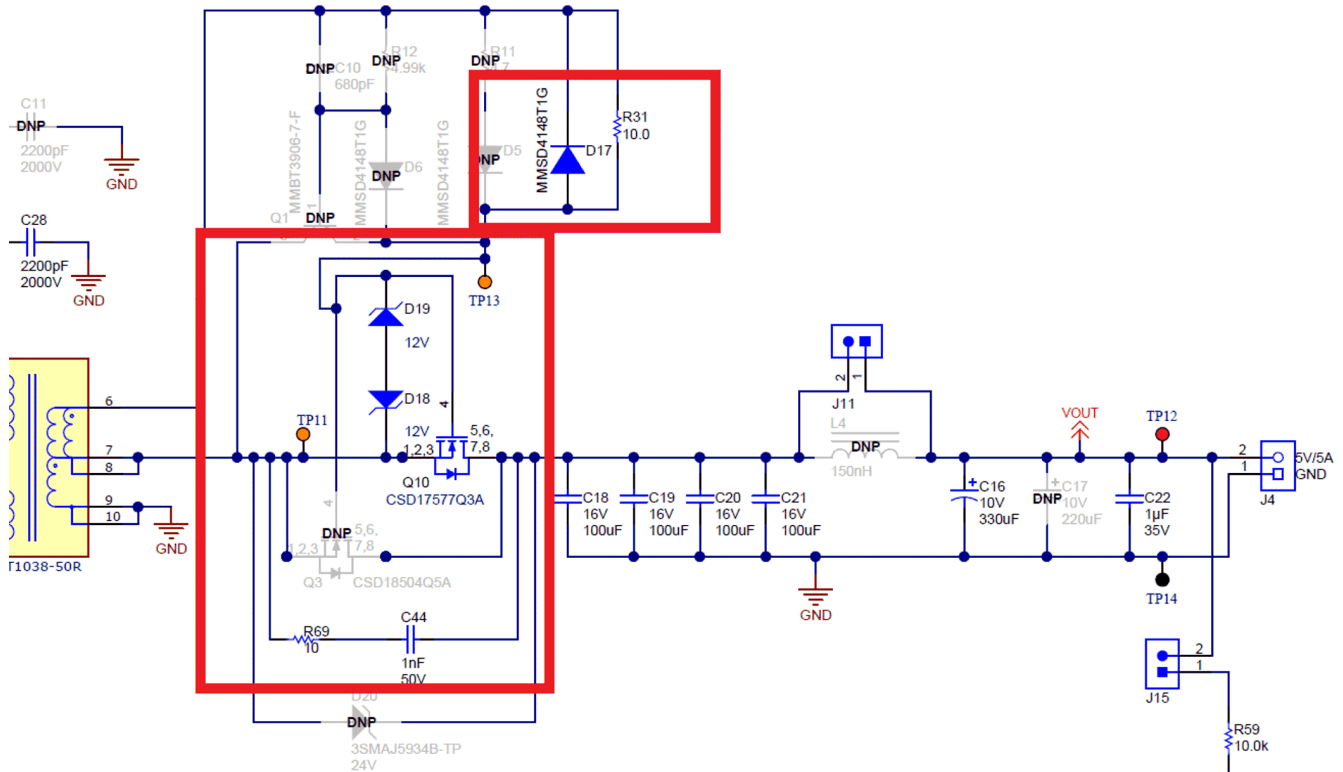 C11
DNP
2200pF
2000V
GND
C28
2200pF
2000V
GND
DNP
C10
680pF
DNP
R12
4.99k
DNP
R11
4.7
MMBT3906-7-F
MMSD4148T1G
MMSD4148T1G
MMSD4148T1G
DNP
D6
DNP
D5
D17
R31
10.0
Q1
DNP
1
TP13
D19
12V
D18
12V
4
TP11
1,2,3
5,6,
7,8
Q10
CSD17577Q3A
4
DNP
1,2,3
5,6,
7,8
Q3
CSD18504Q5A
R69
10
C44
1nF
50V
D20
DNP
3SMAJ5934B-TP
24V
6
7
8
9
10
GND
T1038-50R
C18
16V
100uF
C19
16V
100uF
C20
16V
100uF
C21
16V
100uF
GND
2
1
J11
L4
DNP
150nH
C16
10V
330uF
C17
DNP
10V
220uF
C22
1µF
35V
VOUT
TP12
TP14
2
1
5V/5A
GND
J4
2
1
J15
R59
10.0k